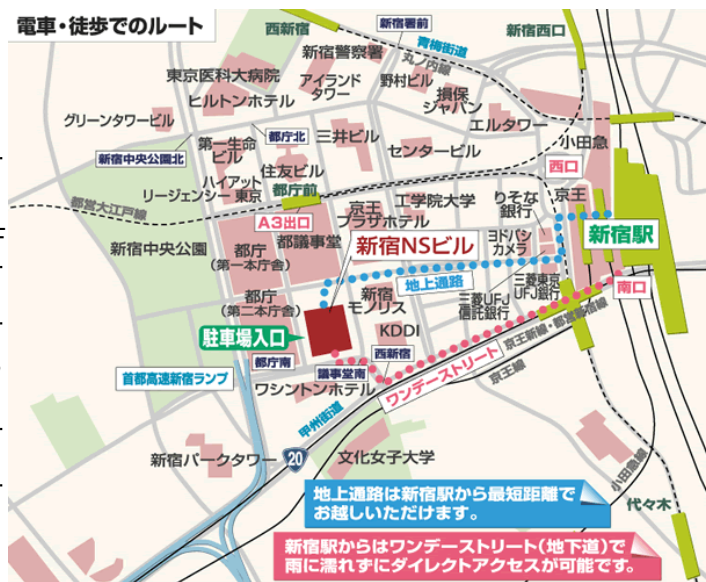 電車・徒歩でのルート
西新宿
新宿署前
青梅街道
新宿西口
新宿警察署
丸ノ内線
東京医科大病院
アイランド
タワー
野村ビル
損保
ジャパン
ヒルトンホテル
エルタワー
グリーンタワービル
小田急
都庁北
第一生命
ビル
三井ビル
センタービル
新宿中央公園北
住友ビル
西口
ハイアット
リージェンシー東京
都庁前
京王
京王
プラザホテル
工学院大学
りそな
銀行
都営大江戸線
A3出口
新宿駅
新宿中央公園
都庁
(第一本庁舎)
都議事堂
新宿NSビル
ヨドバシ
カメラ
地上通路
三菱東京
UFJ銀行
三菱UFJ
信託銀行
南口
都庁
(第二本庁舎)
新宿
モノリス
KDDI
駐車場入口
京王新線・都営新宿線
西新宿
都庁南
議事堂南
ワンデーストリート
京王線
首都高速新宿ランプ
ワシントンホテル
甲州街道
新宿パークタワー
20
文化女子大学
小田急線
代々木
地上通路は新宿駅から最短距離で
お越しいただけます。
新宿駅からはワンデーストリート(地下道)で
雨に濡れずにダイレクトアクセスが可能です。